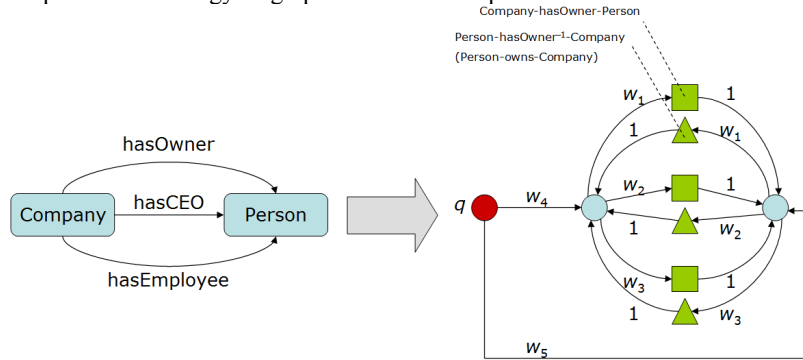 Company-hasOwner-Person
Person-hasOwner⁻¹-Company
(Person-owns-Company)
hasOwner
Company
hasCEO
Person
hasEmployee
q
w₄
w₅
w₁
1
1
w₁
w₂
1
1
w₂
w₃
1
1
w₃